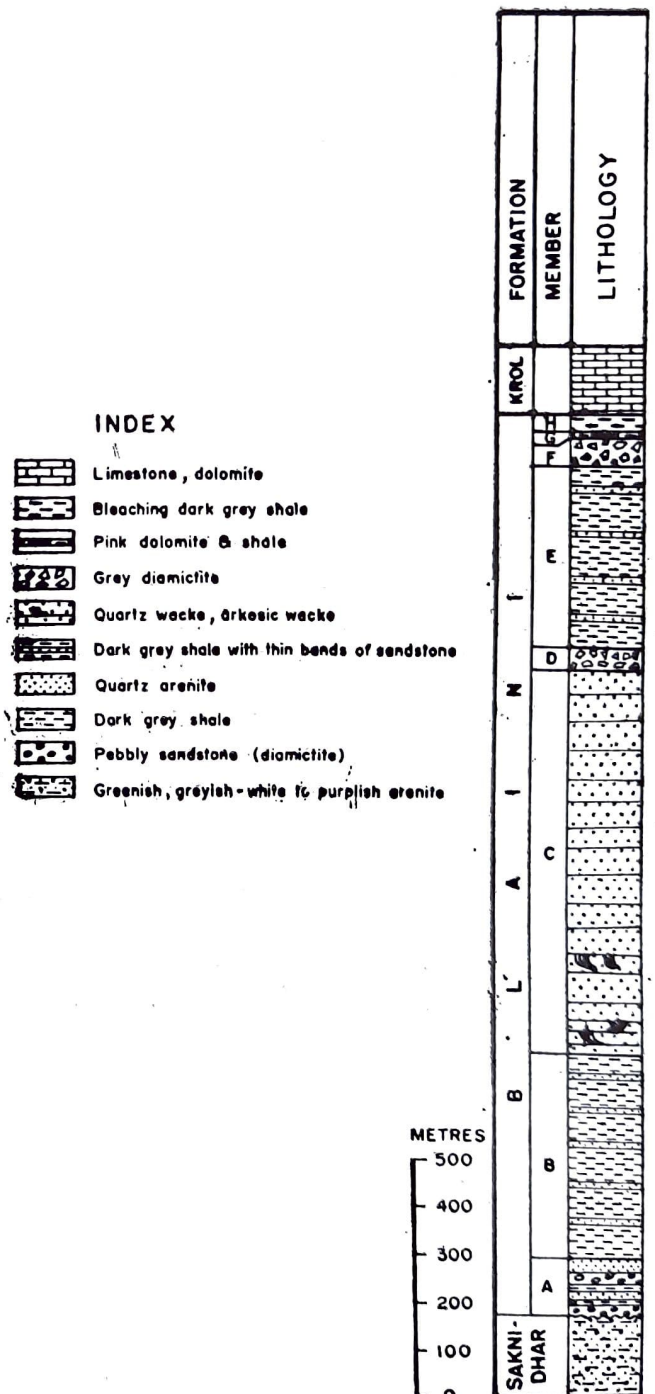 FORMATION
MEMBER
LITHOLOGY
KROL
H
G
F
E
D
C
B
A
BLAINI
SAKNI-
DHAR
INDEX
Limestone, dolomite
Bleaching dark grey shale
Pink dolomite & shale
Grey diamictite
Quartz wacke, arkosic wacke
Dark grey shale with thin bands of sandstone
Quartz arenite
Dark grey shale
Pebbly sandstone (diamictite)
Greenish, greyish-white to purplish arenite
METRES
500
400
300
200
100
0